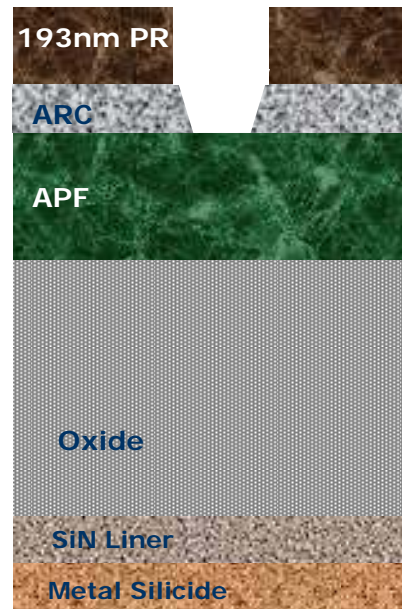 193nm PR
ARC
APF
Oxide
SiN Liner
Metal Silicide